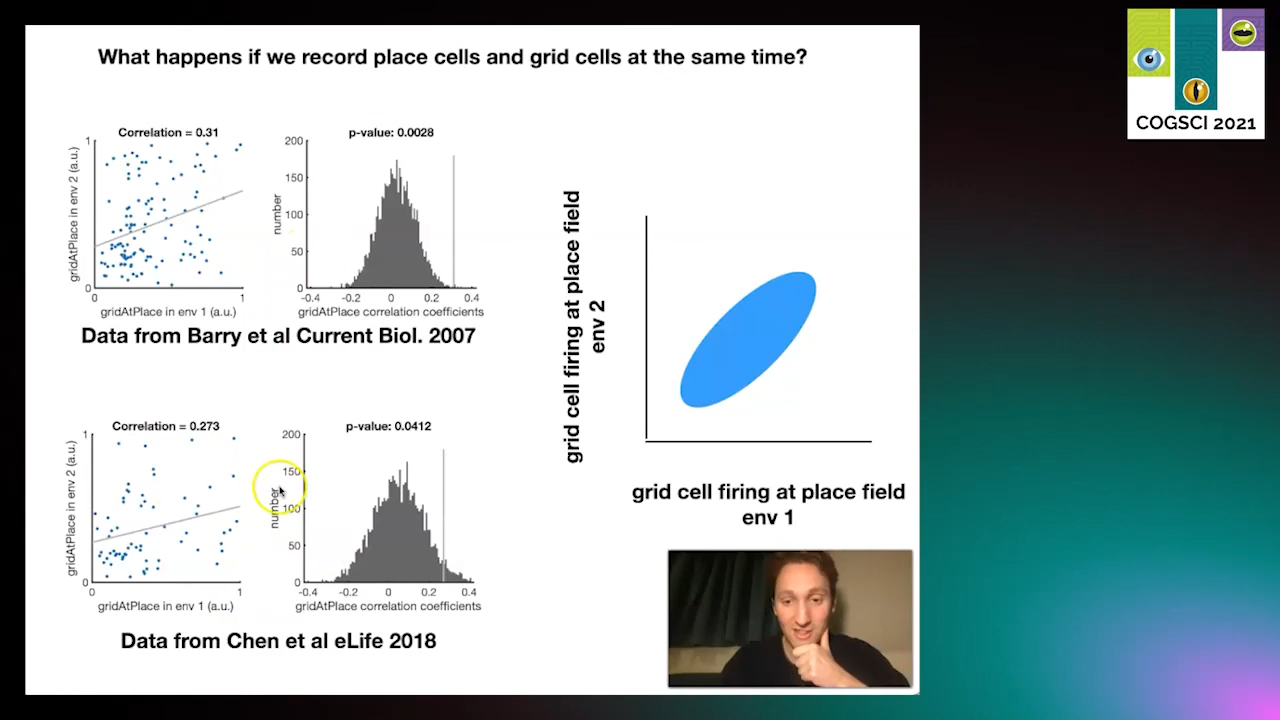 What happens if we record place cells and grid cells at the same time?
COGSCI 2021
Correlation = 0.31
1
gridAtPlace in env 2 (a.u.)
0
0
1
gridAtPlace in env 1 (a.u.)
p-value: 0.0028
200
150
100
50
0
number
-0.4
-0.2
0
0.2
0.4
gridAtPlace correlation coefficients
Data from Barry et al Current Biol. 2007
Correlation = 0.273
1
gridAtPlace in env 2 (a.u.)
0
0
1
gridAtPlace in env 1 (a.u.)
p-value: 0.0412
200
150
100
50
0
number
-0.4
-0.2
0
0.2
0.4
gridAtPlace correlation coefficients
Data from Chen et al eLife 2018
grid cell firing at place field
env 2
grid cell firing at place field
env 1